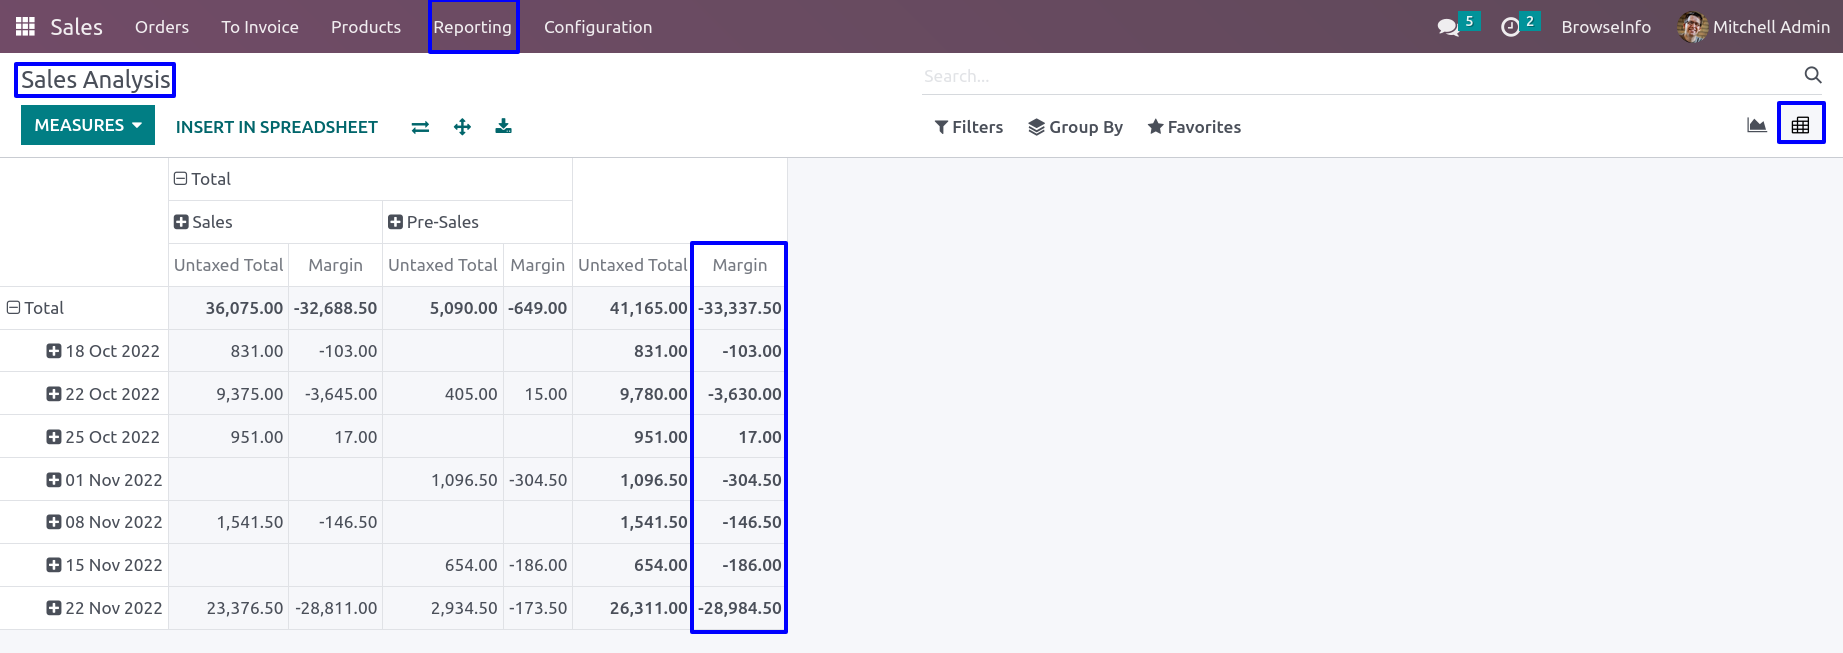 Sales Orders To Invoice Products Reporting Configuration 5 2 BrowseInfo Mitchell Admin
Sales Analysis Search...
MEASURES INSERT IN SPREADSHEET Filters Group By Favorites
Total
Sales Pre-Sales
Untaxed Total Margin Untaxed Total Margin Untaxed Total Margin
Total 36,075.00 -32,688.50 5,090.00 -649.00 41,165.00 -33,337.50
18 Oct 2022 831.00 -103.00 831.00 -103.00
22 Oct 2022 9,375.00 -3,645.00 405.00 15.00 9,780.00 -3,630.00
25 Oct 2022 951.00 17.00 951.00 17.00
01 Nov 2022 1,096.50 -304.50 1,096.50 -304.50
08 Nov 2022 1,541.50 -146.50 1,541.50 -146.50
15 Nov 2022 654.00 -186.00 654.00 -186.00
22 Nov 2022 23,376.50 -28,811.00 2,934.50 -173.50 26,311.00 -28,984.50